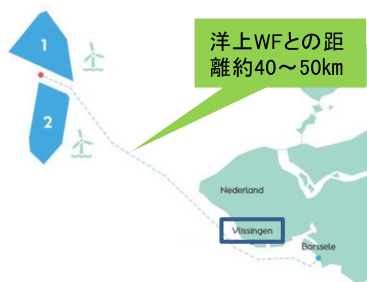 1
洋上WFとの距
離約40～50km
2
Nederland
Vlissingen
Borssele